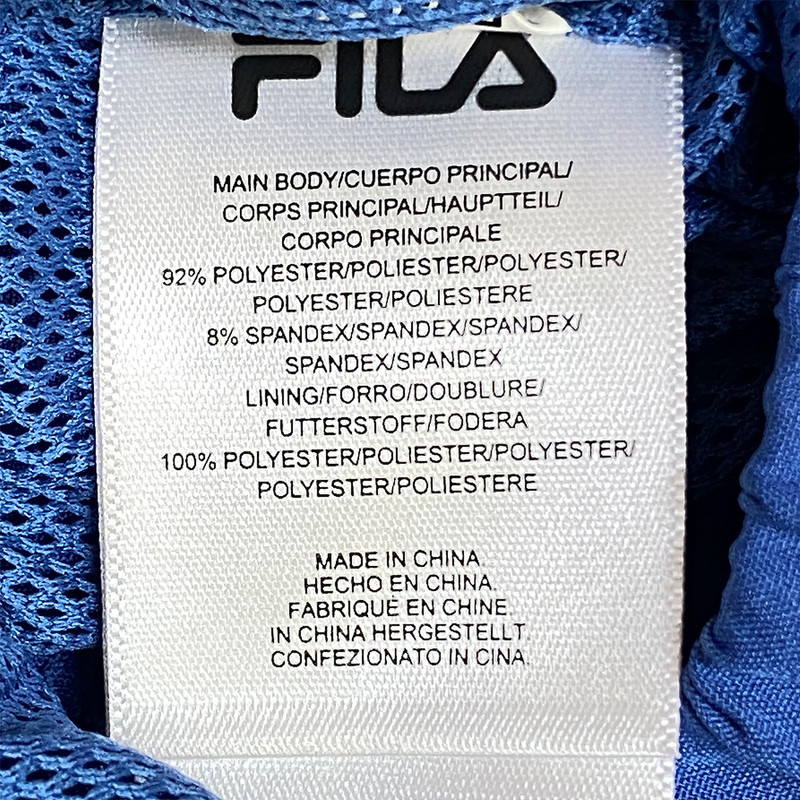 FILA
MAIN BODY/CUERPO PRINCIPAL/
CORPS PRINCIPAL/HAUPTTEIL/
CORPO PRINCIPALE
92% POLYESTER/POLIESTER/POLYESTER/
POLYESTER/POLIESTERE
8% SPANDEX/SPANDEX/SPANDEX/
SPANDEX/SPANDEX
LINING/FORRO/DOUBLURE/
FUTTERSTOFF/FODERA
100% POLYESTER/POLIESTER/POLYESTER/
POLYESTER/POLIESTERE
MADE IN CHINA
HECHO EN CHINA.
FABRIQUÉ EN CHINE.
IN CHINA HERGESTELLT
CONFEZIONATO IN CINA.